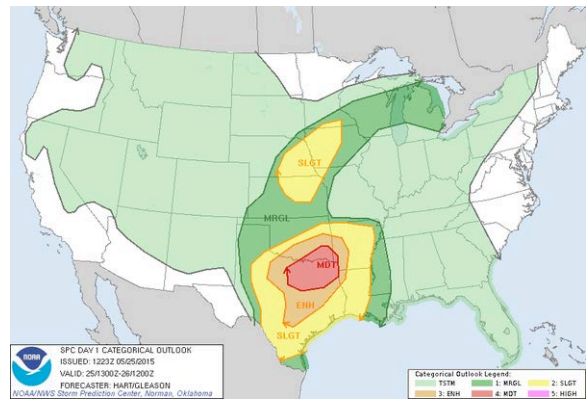 SLGT
MRGL
MDT
ENH
SLGT
NOAA
SPC DAY 1 CATEGORICAL OUTLOOK
ISSUED: 1223Z 05/25/2015
VALID: 25/1300Z-26/1200Z
FORECASTER: HART/GLEASON
NOAA/NWS Storm Prediction Center, Norman, Oklahoma
Categorical Outlook Legend:
TSTM 1: MRGL 2: SLGT
3: ENH 4: MDT 5: HIGH